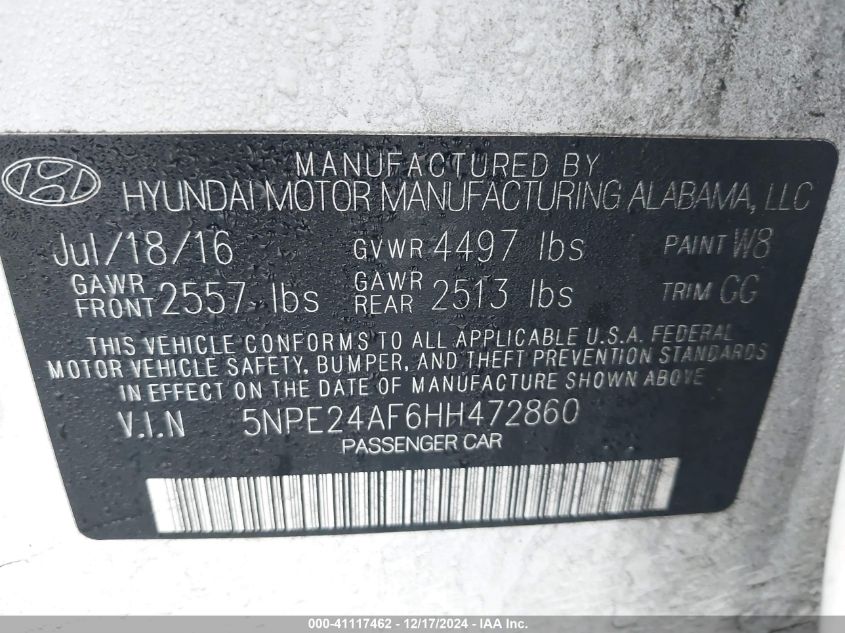 MANUFACTURED BY
HYUNDAI MOTOR MANUFACTURING ALABAMA, LLC
Jul/18/16 GVWR 4497 lbs PAINT W8
GAWR FRONT 2557 lbs GAWR REAR 2513 lbs TRIM GG
THIS VEHICLE CONFORMS TO ALL APPLICABLE U.S.A. FEDERAL
MOTOR VEHICLE SAFETY, BUMPER, AND THEFT PREVENTION STANDARDS
IN EFFECT ON THE DATE OF MANUFACTURE SHOWN ABOVE.
V.I.N 5NPE24AF6HH472860
PASSENGER CAR
000-41117462 - 12/17/2024 - IAA Inc.